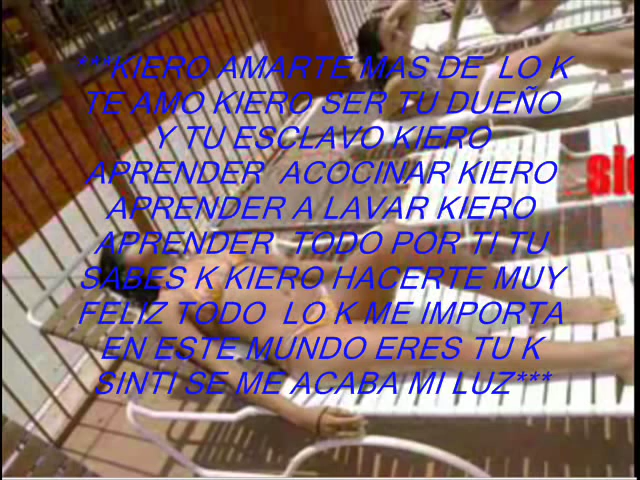 ***KIERO AMARTE MAS DE LO K
TE AMO KIERO SER TU DUEÑO
Y TU ESCLAVO KIERO
APRENDER ACOCINAR KIERO
APRENDER A LAVAR KIERO
APRENDER TODO POR TI TU
SABES K KIERO HACERTE MUY
FELIZ TODO LO K ME IMPORTA
EN ESTE MUNDO ERES TU K
SINTI SE ME ACABA MI LUZ***